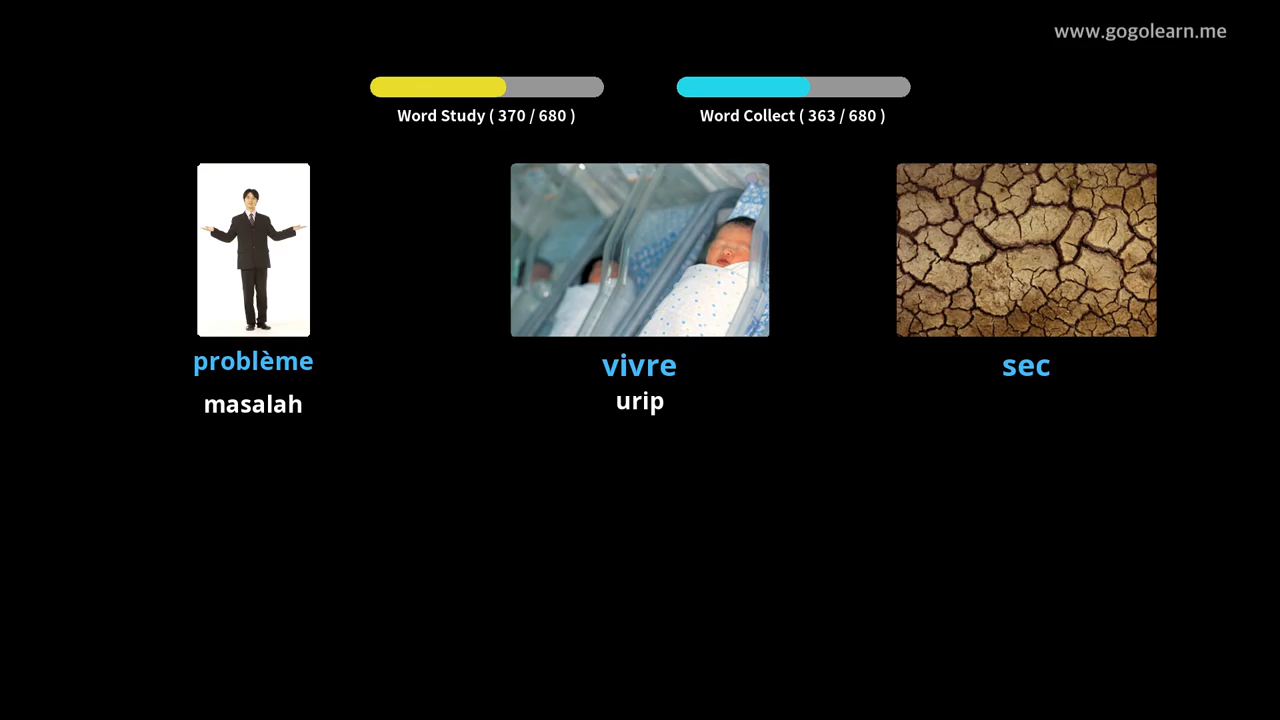 www.gogolearn.me
Word Study ( 370 / 680 )
Word Collect ( 363 / 680 )
problème
masalah
vivre
urip
sec